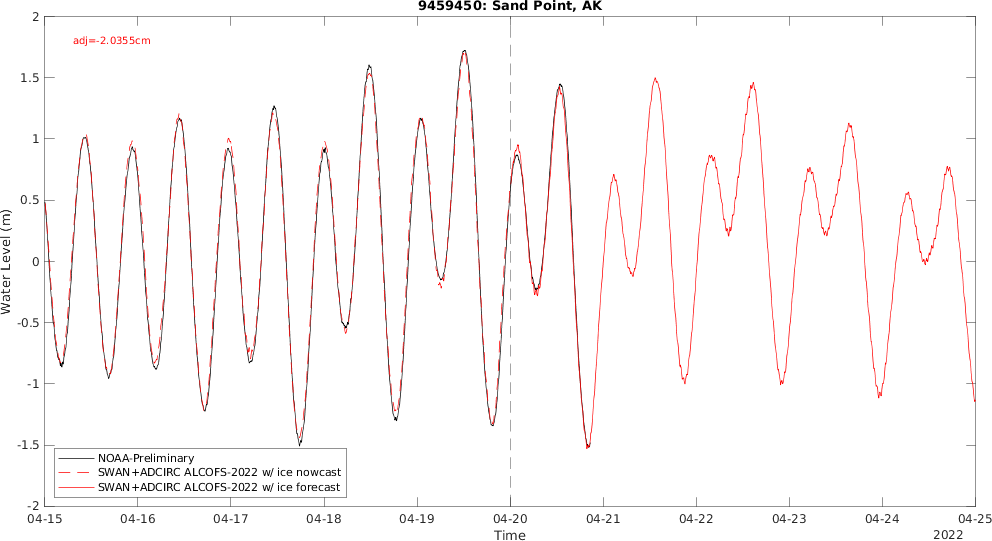 9459450: Sand Point, AK
adj=-2.0355cm
2
1.5
1
0.5
0
-0.5
-1
-1.5
-2
Water Level (m)
NOAA-Preliminary
SWAN+ADCIRC ALCOFS-2022 w/ ice nowcast
SWAN+ADCIRC ALCOFS-2022 w/ ice forecast
04-15 04-16 04-17 04-18 04-19 04-20 04-21 04-22 04-23 04-24 04-25
Time
2022